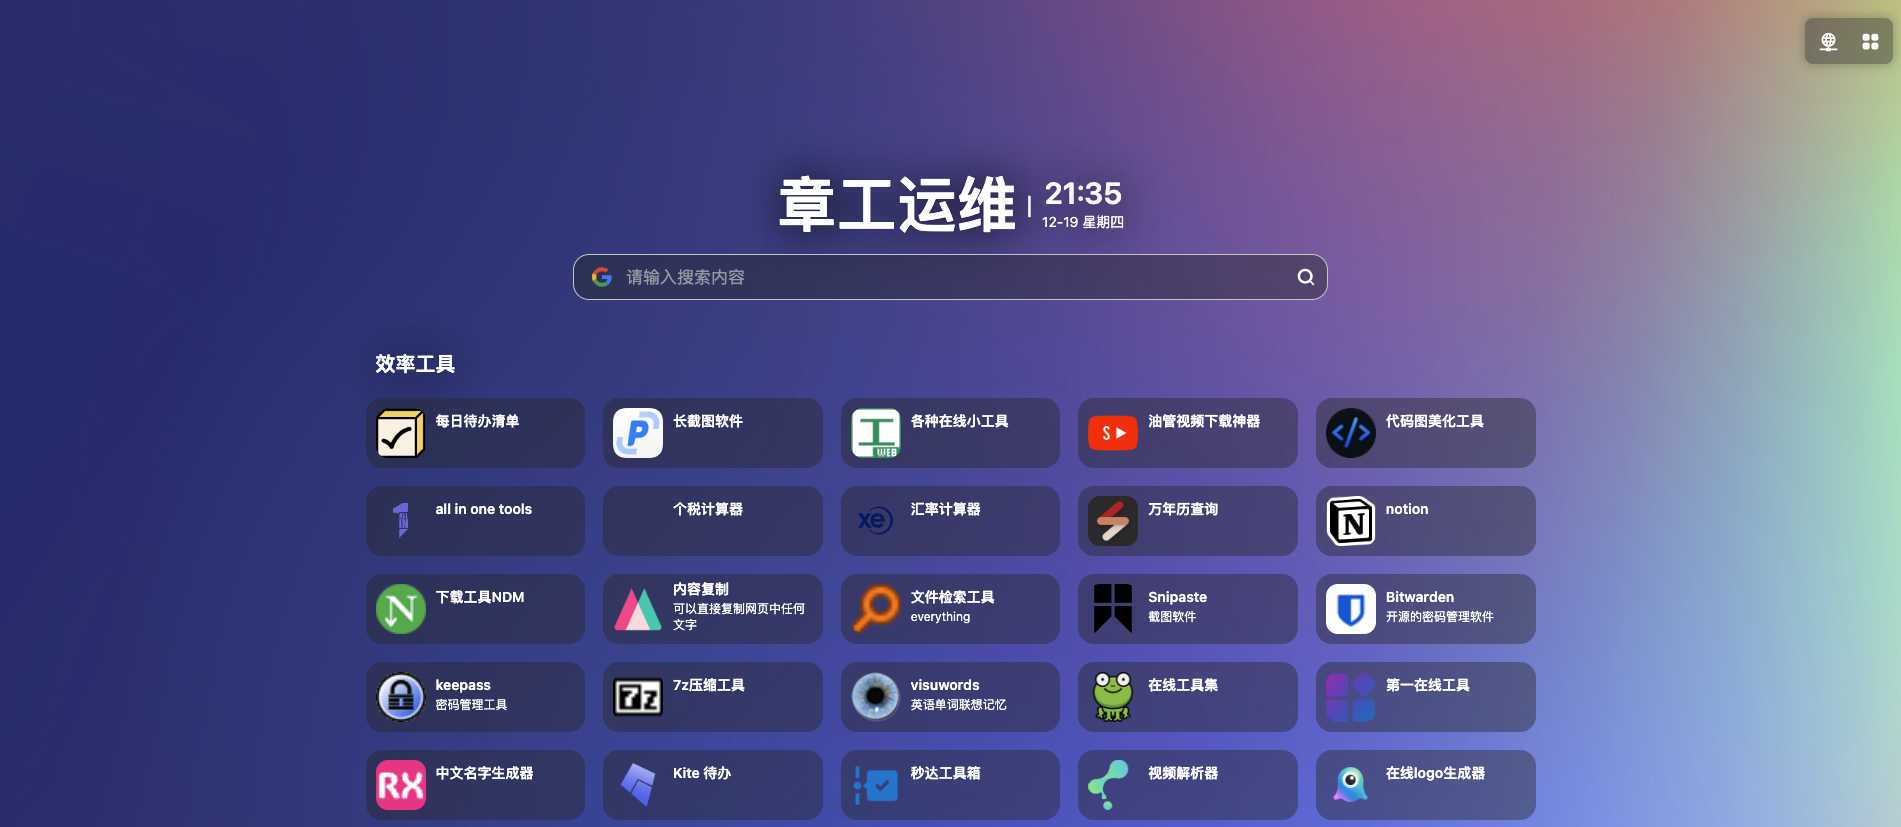 章工运维
21:35
12-19 星期四
请输入搜索内容
效率工具
每日待办清单
长截图软件
工
WEB
各种在线小工具
S
油管视频下载神器
</>
代码图美化工具
1
ALL IN ONE
all in one tools
个税计算器
xe
汇率计算器
万年历查询
N
notion
N
下载工具NDM
内容复制
可以直接复制网页中任何
文字
文件检索工具
everything
Snipaste
截图软件
Bitwarden
开源的密码管理软件
keepass
密码管理工具
7z
7z压缩工具
visuwords
英语单词联想记忆
在线工具集
第一在线工具
RX
中文名字生成器
Kite 待办
秒达工具箱
视频解析器
在线logo生成器